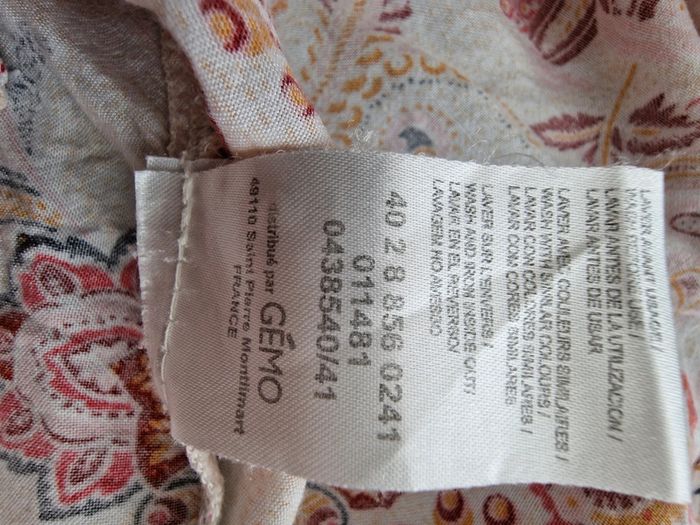 LAVER AVANT USAGE/
WASH BEFORE USE/
LAVAR ANTES DE LA UTILIZACION/
LAVAR ANTES DE USAR
LAVER AVEC COULEURS SIMILAIRES/
WASH WITH SIMILAR COLOURS/
LAVAR CON COLORES SIMILARES/
LAVAR COM CORES SIMILARES
LAVER SUR L'ENVERS/
WASH AND IRON INSIDE OUT/
LAVAR EN EL REVERSO/
LAVAGEM NO AVESSO
40 2 8 856 0241
011481
0438540/41
distribué par GÉMO
49110 Saint Pierre Montlimart
FRANCE